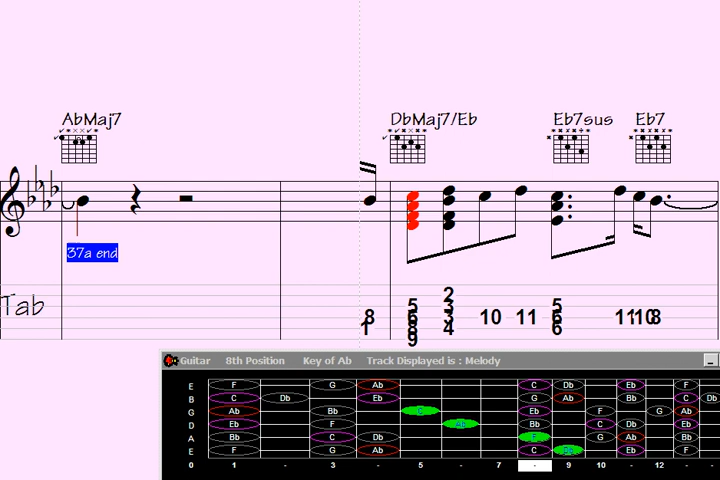 AbMaj7 DbMaj7/Eb Eb7sus Eb7
37a end
Tab
2
5 3 5
8 6 3 10 11 6 11 10 8
1 8 4 6
9
Guitar 8th Position Key of Ab Track Displayed is : Melody
E F G Ab C Db Eb F
B C Db Eb G Ab Bb C Db
G Ab Bb C Eb F G Ab
D Eb F Ab Bb C Db Eb
A Bb C Db F G Ab Bb
E F G Ab C Db Eb F
0 1 - 3 - 5 - 7 - 9 10 - 12 - -